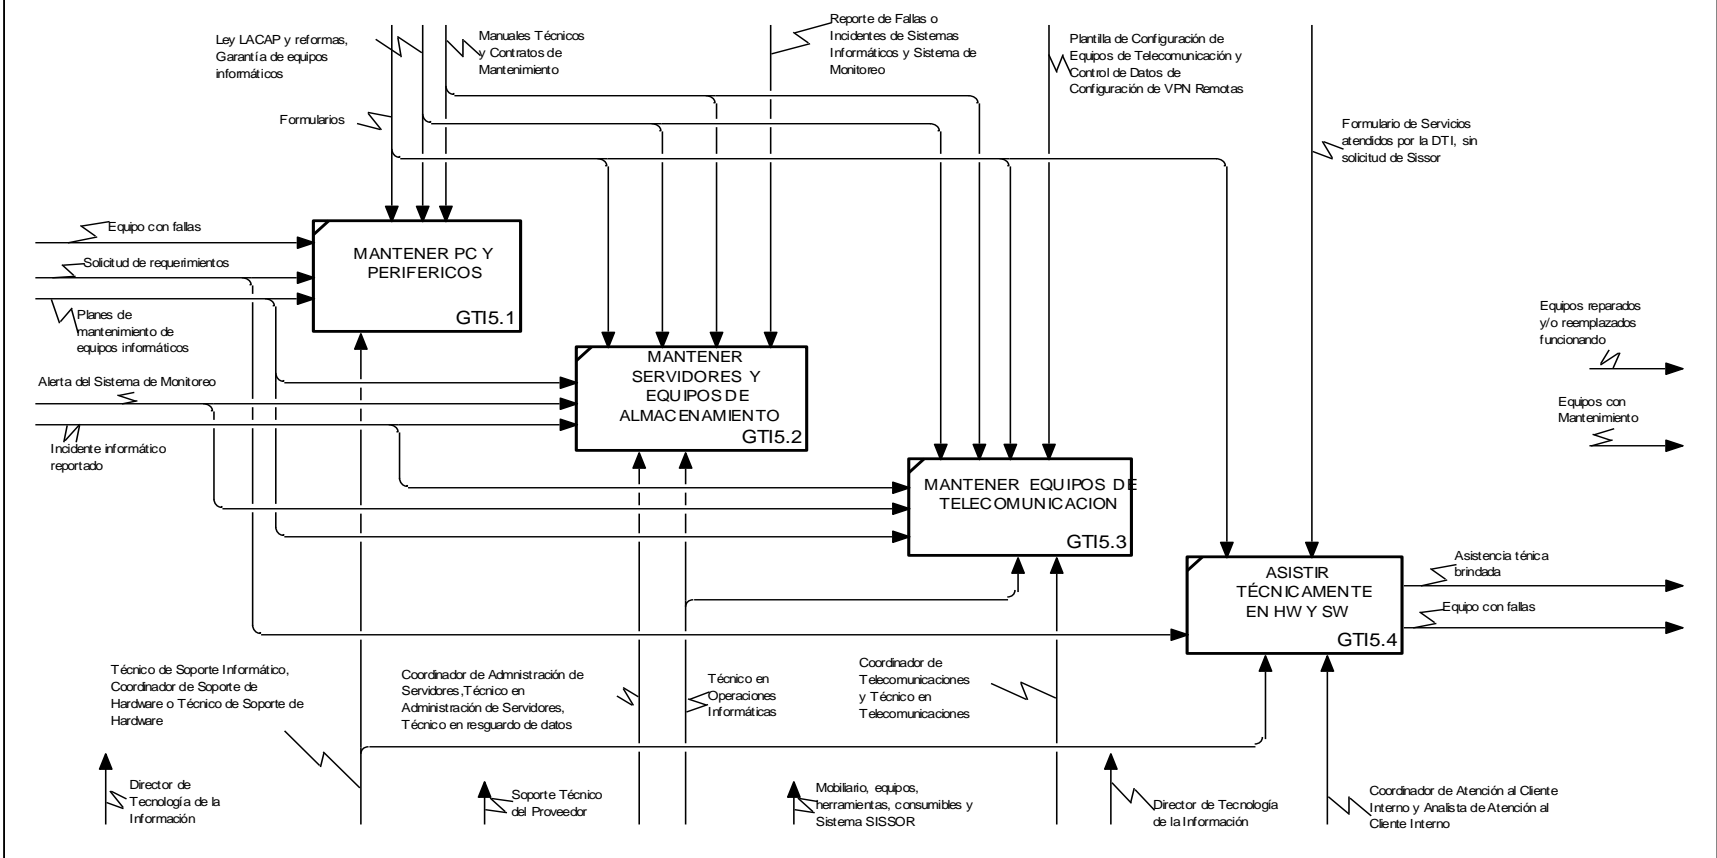 Ley LACAP y reformas,
Garantía de equipos
informáticos
Manuales Técnicos
y Contratos de
Mantenimiento
Reporte de Fallas o
Incidentes de Sistemas
Informáticos y Sistema de
Monitoreo
Plantilla de Configuración de
Equipos de Telecomunicación y
Control de Datos de
Configuración de VPN Remotas
Formularios
Formulario de Servicios
atendidos por la DTI, sin
solicitud de Sissor
Equipo con fallas
Solicitud de requerimientos
Planes de
mantenimiento de
equipos informáticos
MANTENER PC Y
PERIFERICOS
GTI5.1
Equipos reparados
y/o reemplazados
funcionando
Alerta del Sistema de Monitoreo
Incidente informático
reportado
MANTENER
SERVIDORES Y
EQUIPOS DE
ALMACENAMIENTO
GTI5.2
Equipos con
Mantenimiento
MANTENER EQUIPOS DE
TELECOMUNICACION
GTI5.3
ASISTIR
TÉCNICAMENTE
EN HW Y SW
GTI5.4
Asistencia ténica
brindada
Equipo con fallas
Técnico de Soporte Informático,
Coordinador de Soporte de
Hardware o Técnico de Soporte de
Hardware
Coordinador de Admnistración de
Servidores,Técnico en
Administración de Servidores,
Técnico en resguardo de datos
Técnico en
Operaciones
Informáticas
Coordinador de
Telecomunicaciones
y Técnico en
Telecomunicaciones
Director de
Tecnología de la
Información
Soporte Técnico
del Proveedor
Mobiliario, equipos,
herramientas, consumibles y
Sistema SISSOR
Director de Tecnología
de la Información
Coordinador de Atención al Cliente
Interno y Analista de Atención al
Cliente Interno